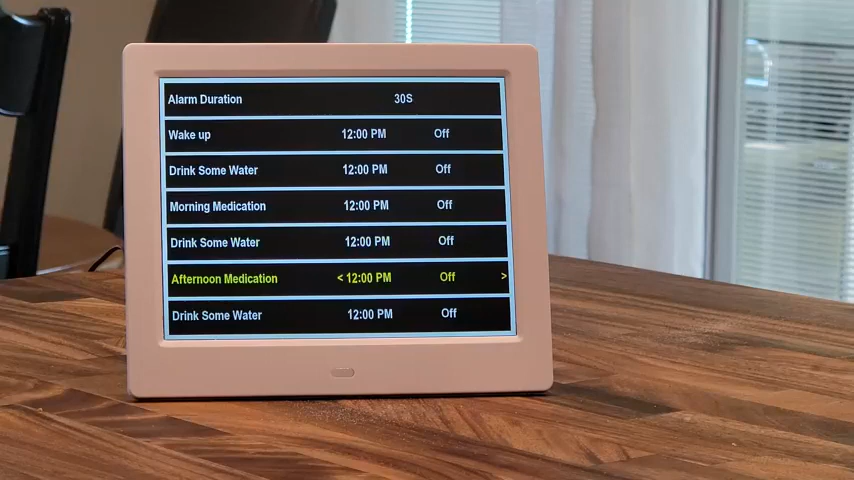 Alarm Duration 30S
Wake up 12:00 PM Off
Drink Some Water 12:00 PM Off
Morning Medication 12:00 PM Off
Drink Some Water 12:00 PM Off
Afternoon Medication < 12:00 PM Off >
Drink Some Water 12:00 PM Off